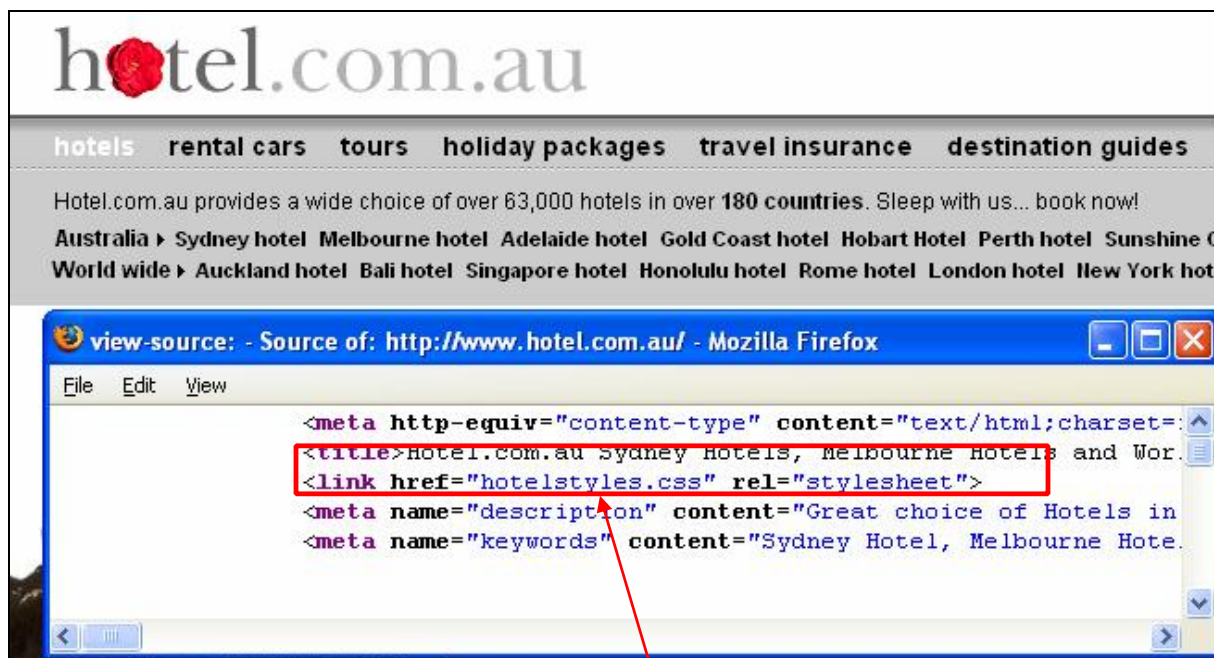 hotel.com.au
hotels rental cars tours holiday packages travel insurance destination guides
Hotel.com.au provides a wide choice of over 63,000 hotels in over 180 countries. Sleep with us... book now!
Australia ▸ Sydney hotel Melbourne hotel Adelaide hotel Gold Coast hotel Hobart Hotel Perth hotel Sunshine
World wide ▸ Auckland hotel Bali hotel Singapore hotel Honolulu hotel Rome hotel London hotel New York hot
view-source: - Source of: http://www.hotel.com.au/ - Mozilla Firefox
File Edit View
<meta http-equiv="content-type" content="text/html;charset=
<title>Hotel.com.au Sydney Hotels, Melbourne Hotels and Wor
<link href="hotelstyles.css" rel="stylesheet">
<meta name="description" content="Great choice of Hotels in
<meta name="keywords" content="Sydney Hotel, Melbourne Hote